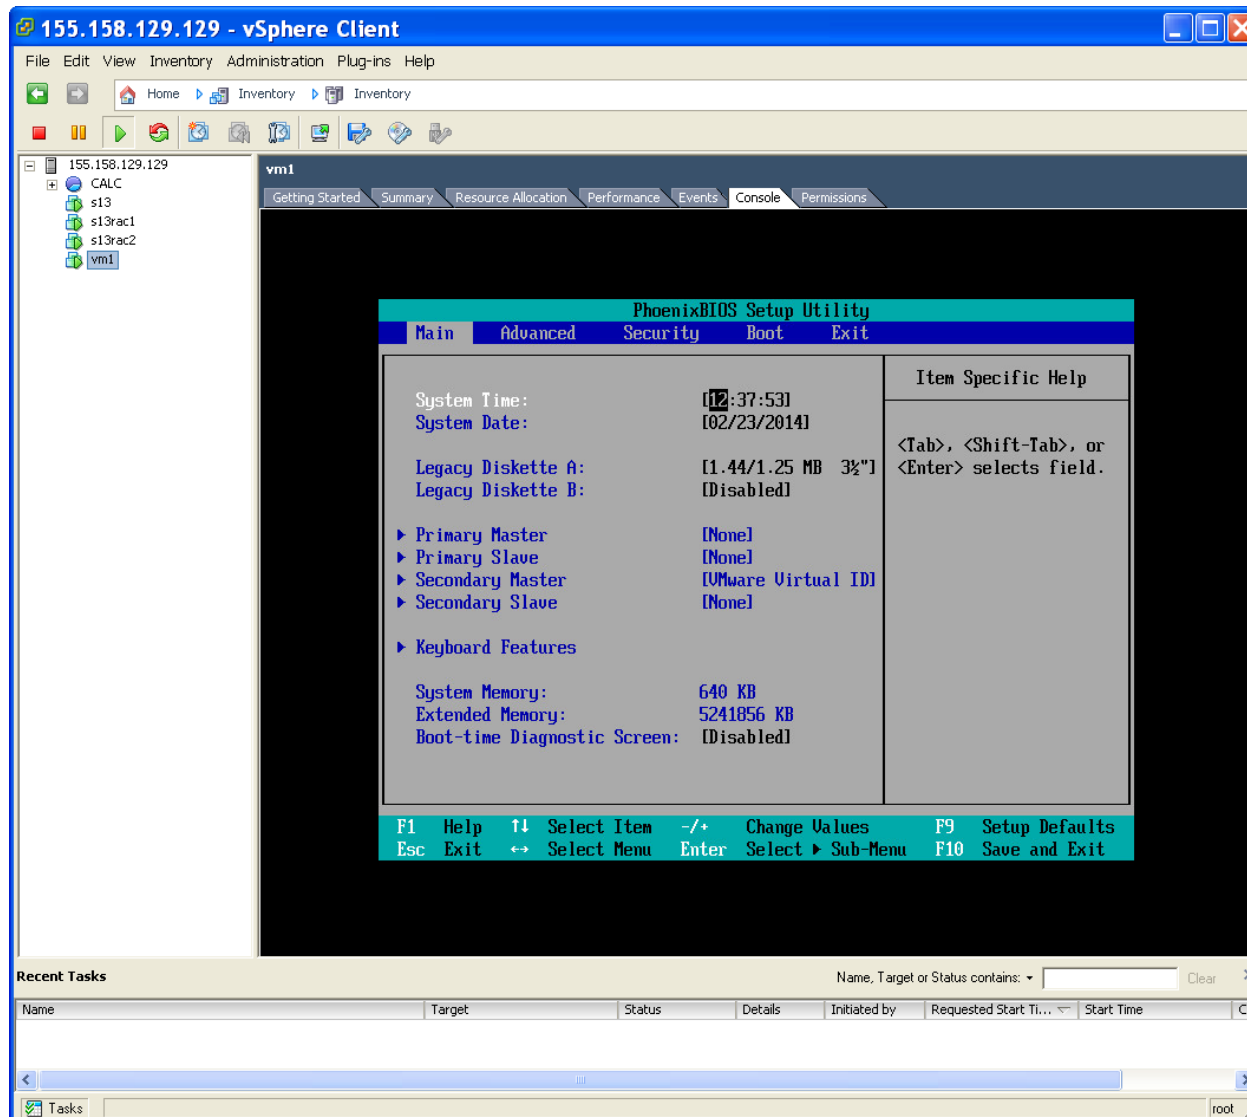 155.158.129.129 - vSphere Client
File Edit View Inventory Administration Plug-ins Help
Home Inventory Inventory
155.158.129.129
CALC
s13
s13rac1
s13rac2
vm1
vm1
Getting Started Summary Resource Allocation Performance Events Console Permissions
PhoenixBIOS Setup Utility
Main Advanced Security Boot Exit
Item Specific Help
System Time: [12:37:53]
System Date: [02/23/2014]
<Tab>, <Shift-Tab>, or
<Enter> selects field.
Legacy Diskette A: [1.44/1.25 MB 3½"]
Legacy Diskette B: [Disabled]
Primary Master [None]
Primary Slave [None]
Secondary Master [VMware Virtual ID]
Secondary Slave [None]
Keyboard Features
System Memory: 640 KB
Extended Memory: 5241856 KB
Boot-time Diagnostic Screen: [Disabled]
F1 Help ↑↓ Select Item -/+ Change Values F9 Setup Defaults
Esc Exit ↔ Select Menu Enter Select ▶ Sub-Menu F10 Save and Exit
Recent Tasks
Name, Target or Status contains: Clear
Name Target Status Details Initiated by Requested Start Ti... Start Time C
Tasks root